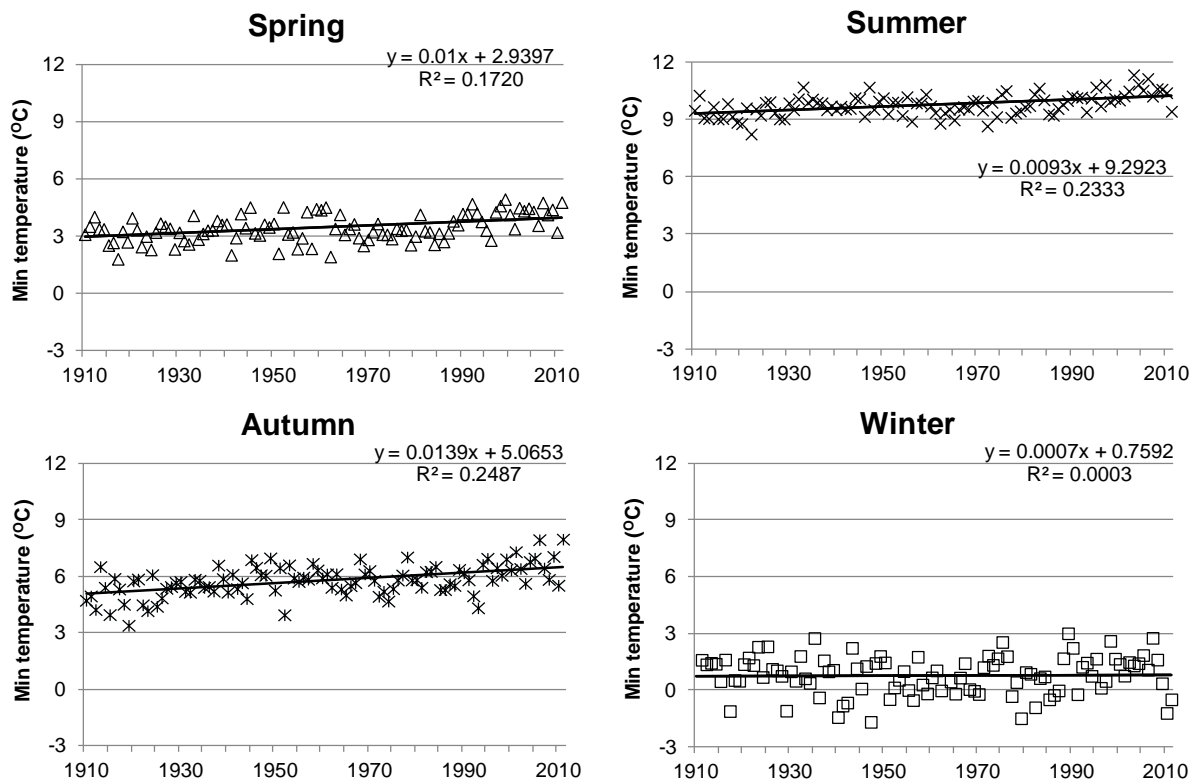 Spring
y = 0.01x + 2.9397
R² = 0.1720
Min temperature (⁰C)
12
9
6
3
0
-3
1910 1930 1950 1970 1990 2010
Summer
y = 0.0093x + 9.2923
R² = 0.2333
Min temperature (⁰C)
12
9
6
3
0
-3
1910 1930 1950 1970 1990 2010
Autumn
y = 0.0139x + 5.0653
R² = 0.2487
Min temperature (⁰C)
12
9
6
3
0
-3
1910 1930 1950 1970 1990 2010
Winter
y = 0.0007x + 0.7592
R² = 0.0003
Min temperature (⁰C)
12
9
6
3
0
-3
1910 1930 1950 1970 1990 2010